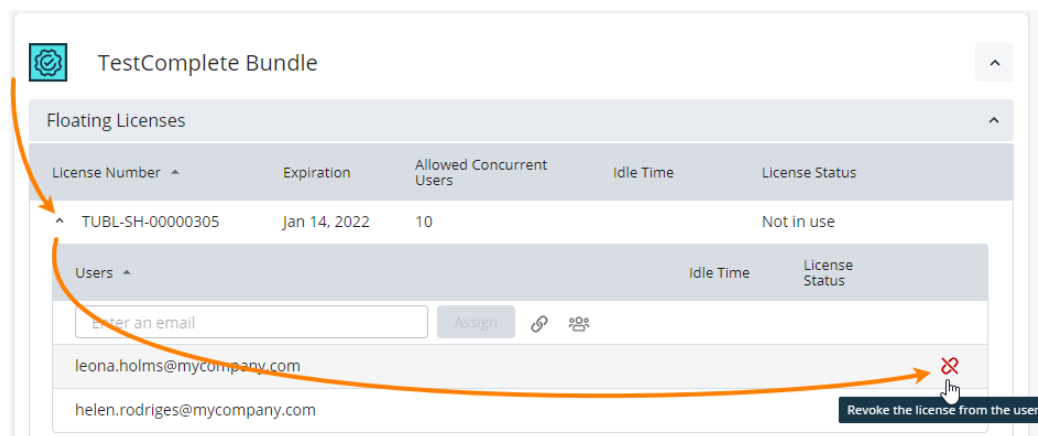 TestComplete Bundle
Floating Licenses
License Number Expiration Allowed Concurrent Users Idle Time License Status
TUBL-SH-00000305 Jan 14, 2022 10 Not in use
Users Idle Time License Status
Enter an email Assign
leona.holms@mycompany.com
helen.rodriges@mycompany.com
Revoke the license from the user